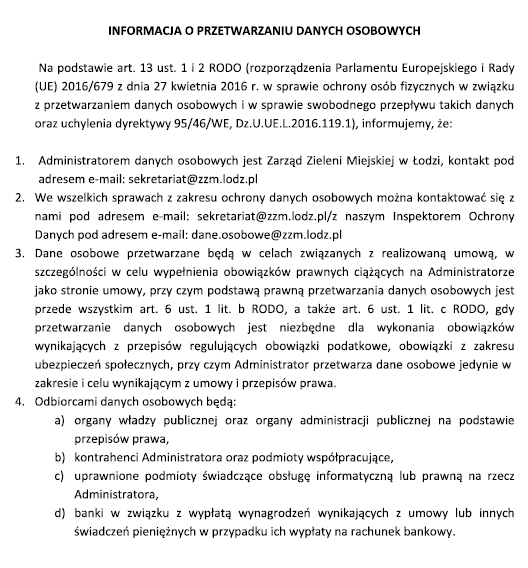 INFORMACJA O PRZETWARZANIU DANYCH OSOBOWYCH
Na podstawie art. 13 ust. 1 i 2 RODO (rozporządzenia Parlamentu Europejskiego i Rady
(UE) 2016/679 z dnia 27 kwietnia 2016 r. w sprawie ochrony osób fizycznych w związku
z przetwarzaniem danych osobowych i w sprawie swobodnego przepływu takich danych
oraz uchylenia dyrektywy 95/46/WE, Dz.U.UE.L.2016.119.1), informujemy, że:
1. Administratorem danych osobowych jest Zarząd Zieleni Miejskiej w Łodzi, kontakt pod
adresem e-mail: sekretariat@zzm.lodz.pl
2. We wszelkich sprawach z zakresu ochrony danych osobowych można kontaktować się z
nami pod adresem e-mail: sekretariat@zzm.lodz.pl/z naszym Inspektorem Ochrony
Danych pod adresem e-mail: dane.osobowe@zzm.lodz.pl
3. Dane osobowe przetwarzane będą w celach związanych z realizowaną umową, w
szczególności w celu wypełnienia obowiązków prawnych ciążących na Administratorze
jako stronie umowy, przy czym podstawą prawną przetwarzania danych osobowych jest
przede wszystkim art. 6 ust. 1 lit. b RODO, a także art. 6 ust. 1 lit. c RODO, gdy
przetwarzanie danych osobowych jest niezbędne dla wykonania obowiązków
wynikających z przepisów regulujących obowiązki podatkowe, obowiązki z zakresu
ubezpieczeń społecznych, przy czym Administrator przetwarza dane osobowe jedynie w
zakresie i celu wynikającym z umowy i przepisów prawa.
4. Odbiorcami danych osobowych będą:
a) organy władzy publicznej oraz organy administracji publicznej na podstawie
przepisów prawa,
b) kontrahenci Administratora oraz podmioty współpracujące,
c) uprawnione podmioty świadczące obsługę informatyczną lub prawną na rzecz
Administratora,
d) banki w związku z wypłatą wynagrodzeń wynikających z umowy lub innych
świadczeń pieniężnych w przypadku ich wypłaty na rachunek bankowy.